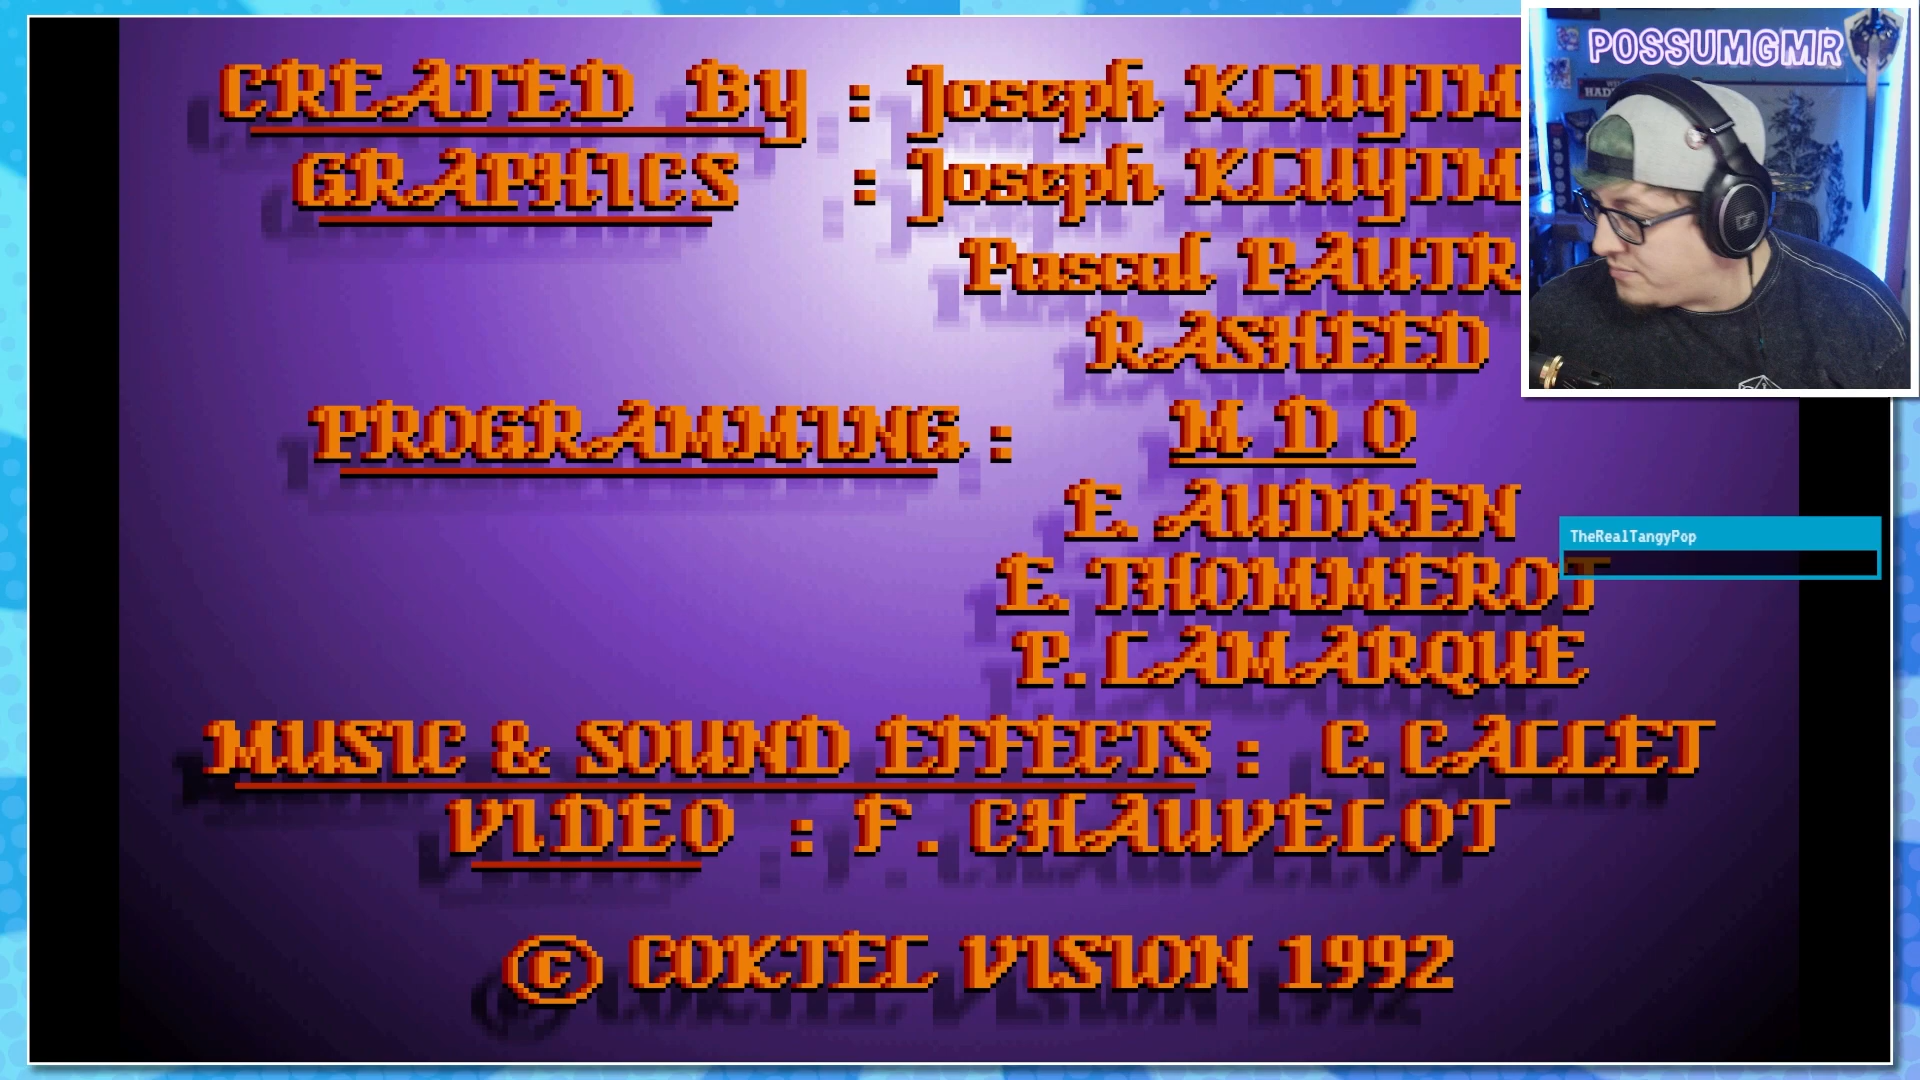 CREATED By : Joseph KLUYTM
GRAPHICS : Joseph KLUYTM
Pascal PAUTR
RASHEED
PROGRAMMING : M D O
E. AUDREN
E. THOMMEROT
P. LAMARQUE
MUSIC & SOUND EFFECTS : C. CALLET
VIDEO : F. CHAUVELOT
© COKTEL VISION 1992
POSSUMGMR
HAD
TheRealTangyPop